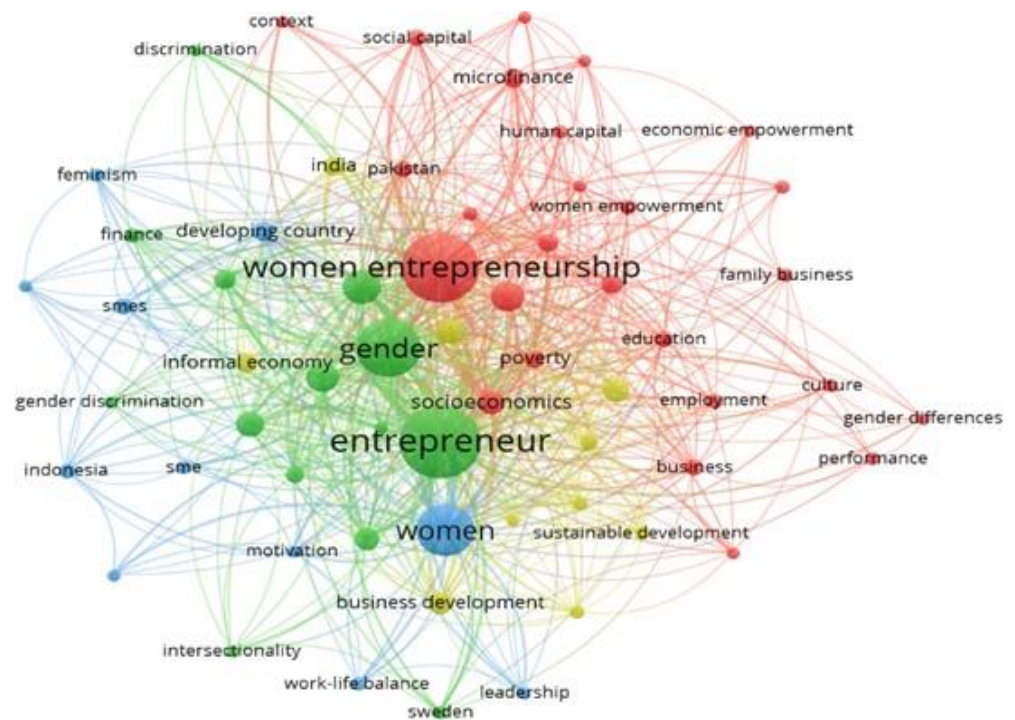 context
social capital
discrimination
microfinance
human capital
economic empowerment
india
pakistan
feminism
women empowerment
finance
developing country
women entrepreneurship
family business
smes
education
gender
poverty
informal economy
culture
gender discrimination
socioeconomics
employment
gender differences
entrepreneur
performance
indonesia
sme
business
women
sustainable development
motivation
business development
intersectionality
work-life balance
leadership
sweden